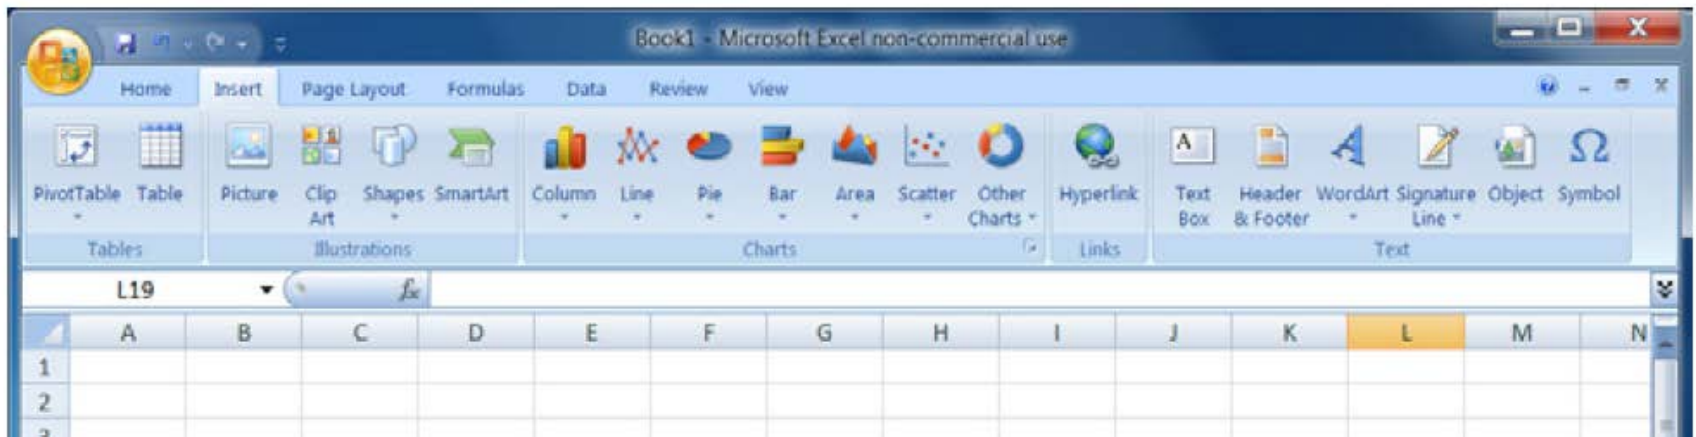 Book1 - Microsoft Excel non-commercial use
Home Insert Page Layout Formulas Data Review View
PivotTable Table Picture Clip Art Shapes SmartArt Column Line Pie Bar Area Scatter Other Charts Hyperlink Text Box Header & Footer WordArt Signature Line Object Symbol
Tables Illustrations Charts Links Text
L19 fx
A B C D E F G H I J K L M N
1
2
3